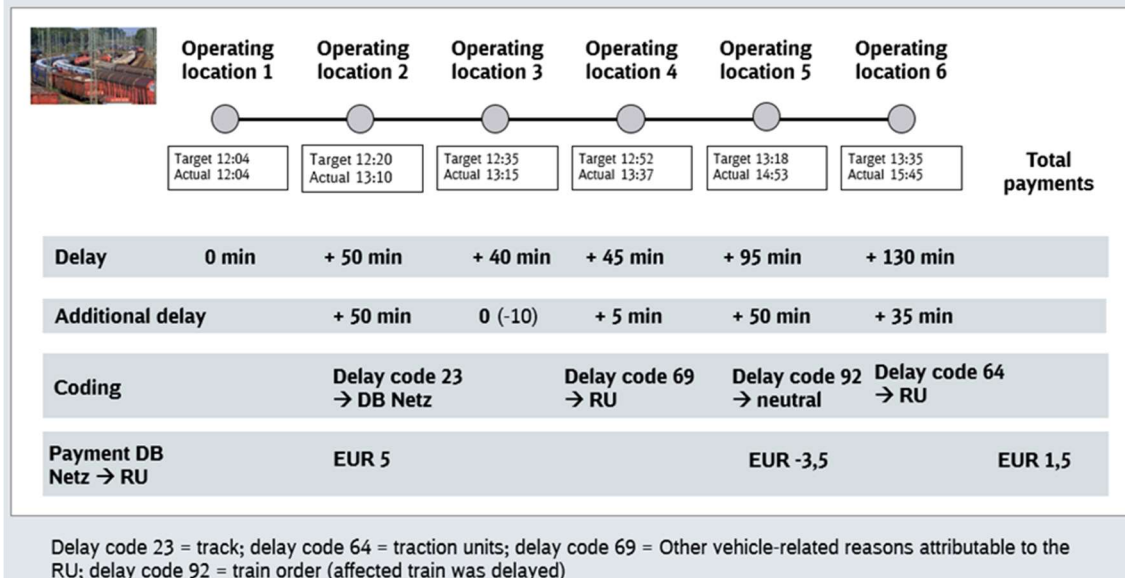 Operating location 1
Operating location 2
Operating location 3
Operating location 4
Operating location 5
Operating location 6
Target 12:04
Actual 12:04
Target 12:20
Actual 13:10
Target 12:35
Actual 13:15
Target 12:52
Actual 13:37
Target 13:18
Actual 14:53
Target 13:35
Actual 15:45
Total
payments
Delay 0 min + 50 min + 40 min + 45 min + 95 min + 130 min
Additional delay + 50 min 0 (-10) + 5 min + 50 min + 35 min
Coding
Delay code 23
→ DB Netz
Delay code 69
→ RU
Delay code 92
→ neutral
Delay code 64
→ RU
Payment DB
Netz → RU
EUR 5 EUR -3,5 EUR 1,5
Delay code 23 = track; delay code 64 = traction units; delay code 69 = Other vehicle-related reasons attributable to the
RU; delay code 92 = train order (affected train was delayed)